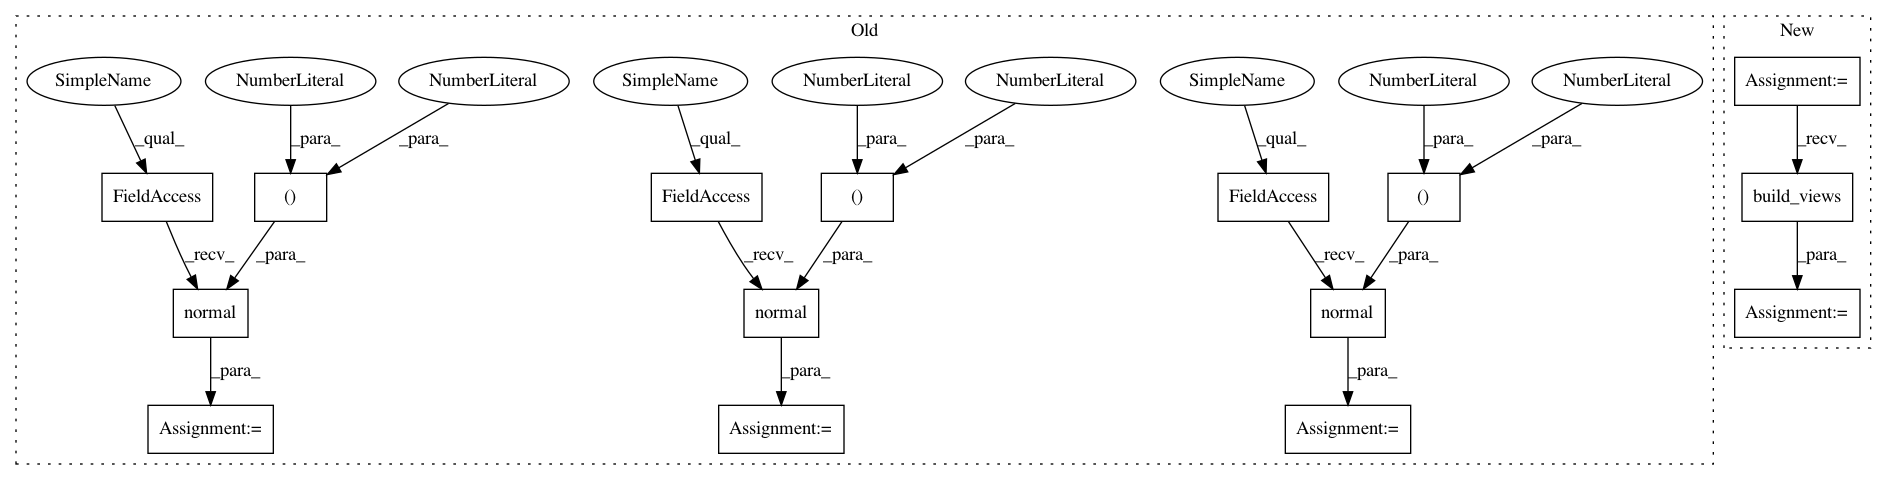 Old
New
SimpleName
NumberLiteral
NumberLiteral
SimpleName
NumberLiteral
NumberLiteral
SimpleName
NumberLiteral
NumberLiteral
Assignment:=
_qual_
_para_
_para_
_qual_
_para_
_para_
_qual_
_para_
_para_
_recv_
FieldAccess
()
FieldAccess
()
FieldAccess
()
build_views
_recv_
_para_
_recv_
_para_
_recv_
_para_
_para_
normal
normal
normal
Assignment:=
_para_
_para_
_para_
Assignment:=
Assignment:=
Assignment:=